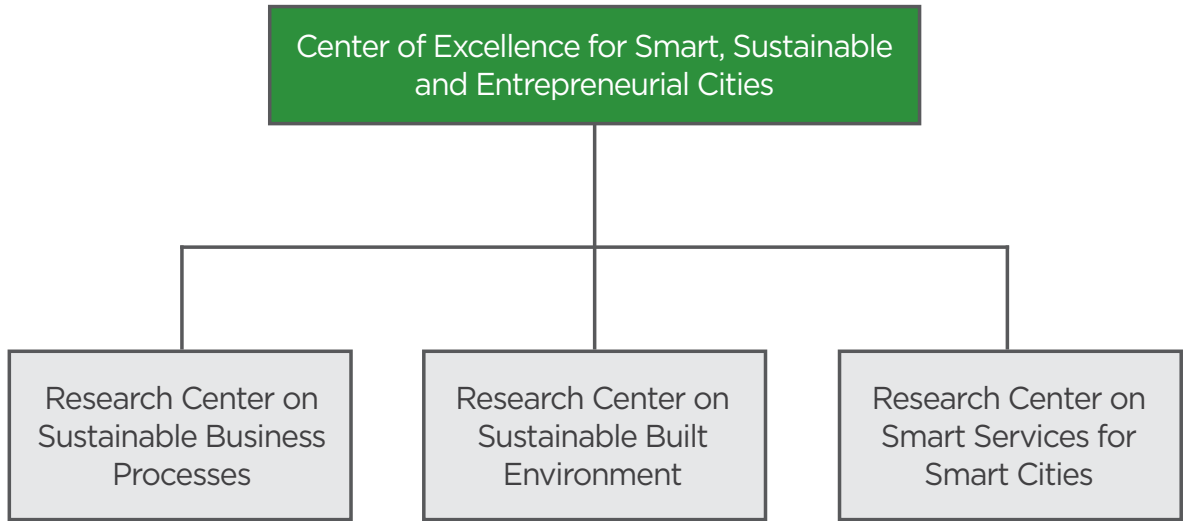 Center of Excellence for Smart, Sustainable
and Entrepreneurial Cities
Research Center on
Sustainable Business
Processes
Research Center on
Sustainable Built
Environment
Research Center on
Smart Services for
Smart Cities